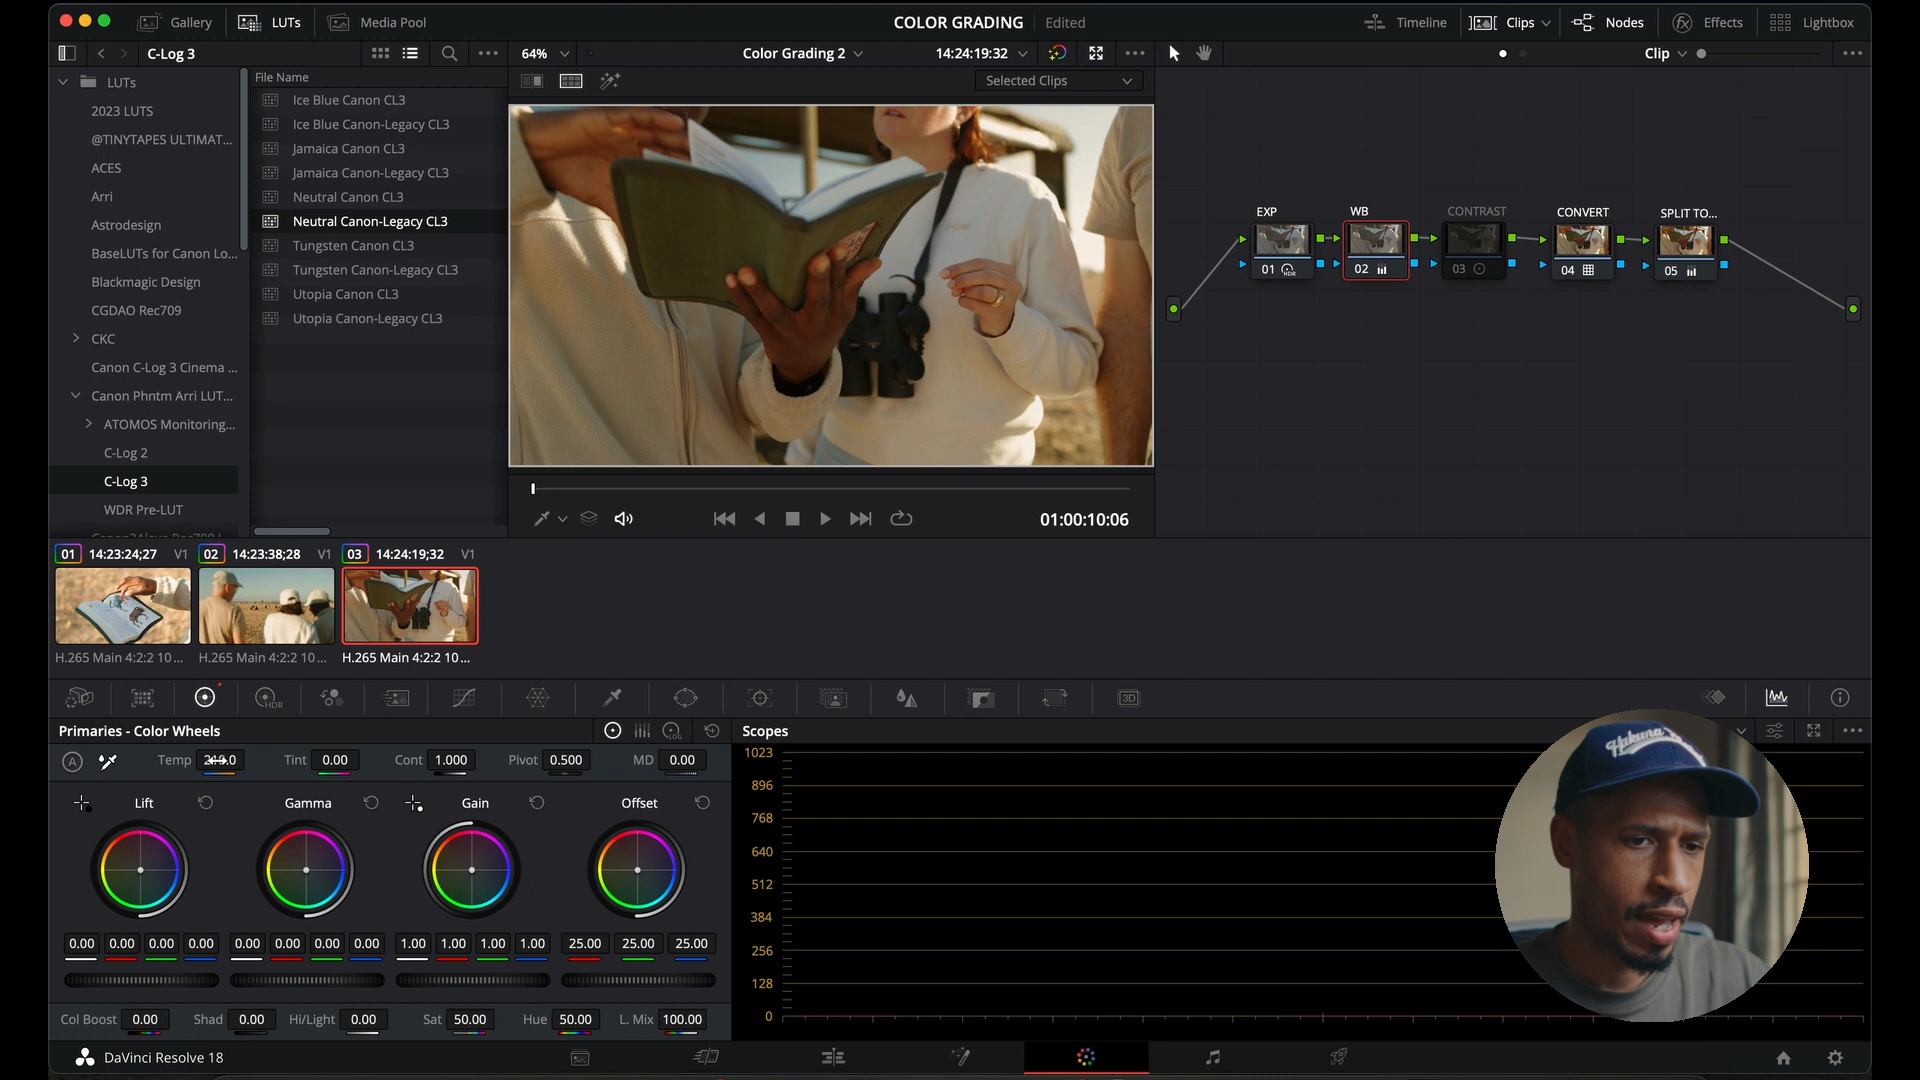 Gallery
LUTs
Media Pool
COLOR GRADING
Edited
Timeline
Clips
Nodes
Effects
Lightbox
C-Log 3
64%
Color Grading 2
14:24:19:32
Clip
File Name
Selected Clips
LUTs
2023 LUTS
@TINYTAPES ULTIMAT...
ACES
Arri
Astrodesign
BaseLUTs for Canon Lo...
Blackmagic Design
CGDAO Rec709
CKC
Canon C-Log 3 Cinema ...
Canon Phntm Arri LUT...
ATOMOS Monitoring...
C-Log 2
C-Log 3
WDR Pre-LUT
Ice Blue Canon CL3
Ice Blue Canon-Legacy CL3
Jamaica Canon CL3
Jamaica Canon-Legacy CL3
Neutral Canon CL3
Neutral Canon-Legacy CL3
Tungsten Canon CL3
Tungsten Canon-Legacy CL3
Utopia Canon CL3
Utopia Canon-Legacy CL3
EXP
WB
CONTRAST
CONVERT
SPLIT TO...
01
HDR
02
03
04
05
01:00:10:06
01 14:23:24;27 V1
02 14:23:38;28 V1
03 14:24:19;32 V1
H.265 Main 4:2:2 10 ...
H.265 Main 4:2:2 10 ...
H.265 Main 4:2:2 10 ...
HDR
3D
Primaries - Color Wheels
LOG
Scopes
A
Temp
Tint 0.00
Cont 1.000
Pivot 0.500
MD 0.00
Lift
Gamma
Gain
Offset
0.00 0.00 0.00 0.00
0.00 0.00 0.00 0.00
1.00 1.00 1.00 1.00
25.00 25.00 25.00
Col Boost 0.00
Shad 0.00
Hi/Light 0.00
Sat 50.00
Hue 50.00
L. Mix 100.00
1023
896
768
640
512
384
256
128
0
Hakuna
DaVinci Resolve 18